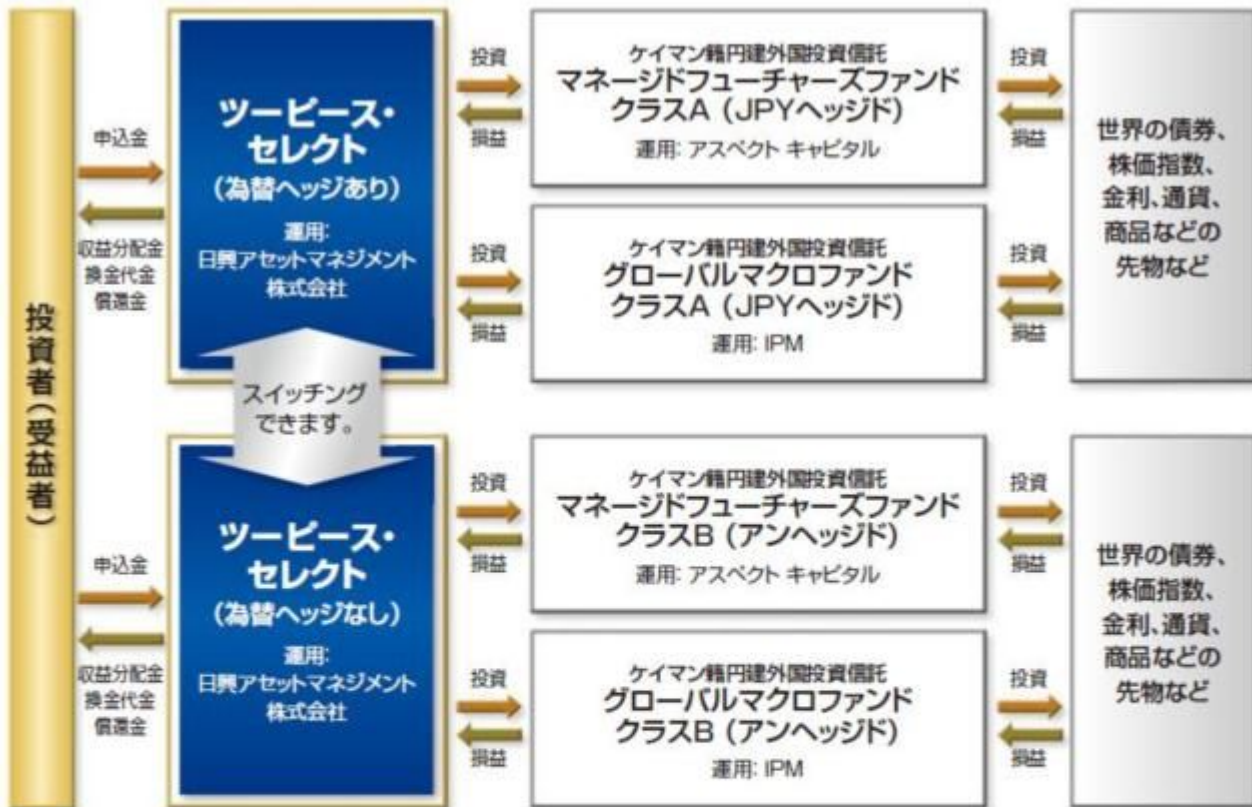 投資者(受益者)
申込金
収益分配金
換金代金
償還金
ツーピース・
セレクト
(為替ヘッジあり)
運用:
日興アセットマネジメント
株式会社
投資
損益
ケイマン籍円建外国投資信託
マネージドフューチャーズファンド
クラスA (JPYヘッジド)
運用: アスペクト キャピタル
投資
損益
投資
損益
ケイマン籍円建外国投資信託
グローバルマクロファンド
クラスA (JPYヘッジド)
運用: IPM
投資
損益
世界の債券、
株価指数、
金利、通貨、
商品などの
先物など
スイッチング
できます。
申込金
収益分配金
換金代金
償還金
ツーピース・
セレクト
(為替ヘッジなし)
運用:
日興アセットマネジメント
株式会社
投資
損益
ケイマン籍円建外国投資信託
マネージドフューチャーズファンド
クラスB (アンヘッジド)
運用: アスペクト キャピタル
投資
損益
投資
損益
ケイマン籍円建外国投資信託
グローバルマクロファンド
クラスB (アンヘッジド)
運用: IPM
投資
損益
世界の債券、
株価指数、
金利、通貨、
商品などの
先物など